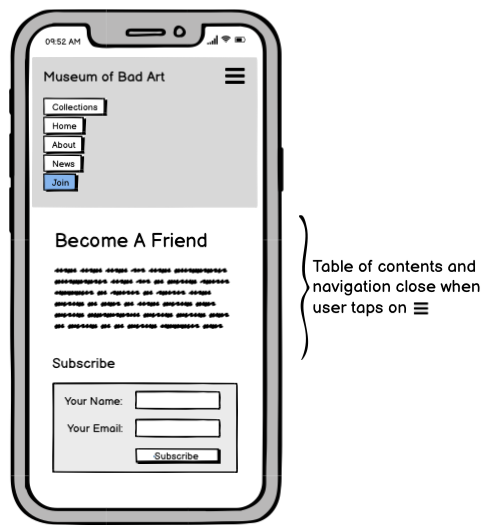 09:52 AM
Museum of Bad Art
Collections
Home
About
News
Join
Become A Friend
Table of contents and
navigation close when
user taps on
Subscribe
Your Name:
Your Email:
Subscribe